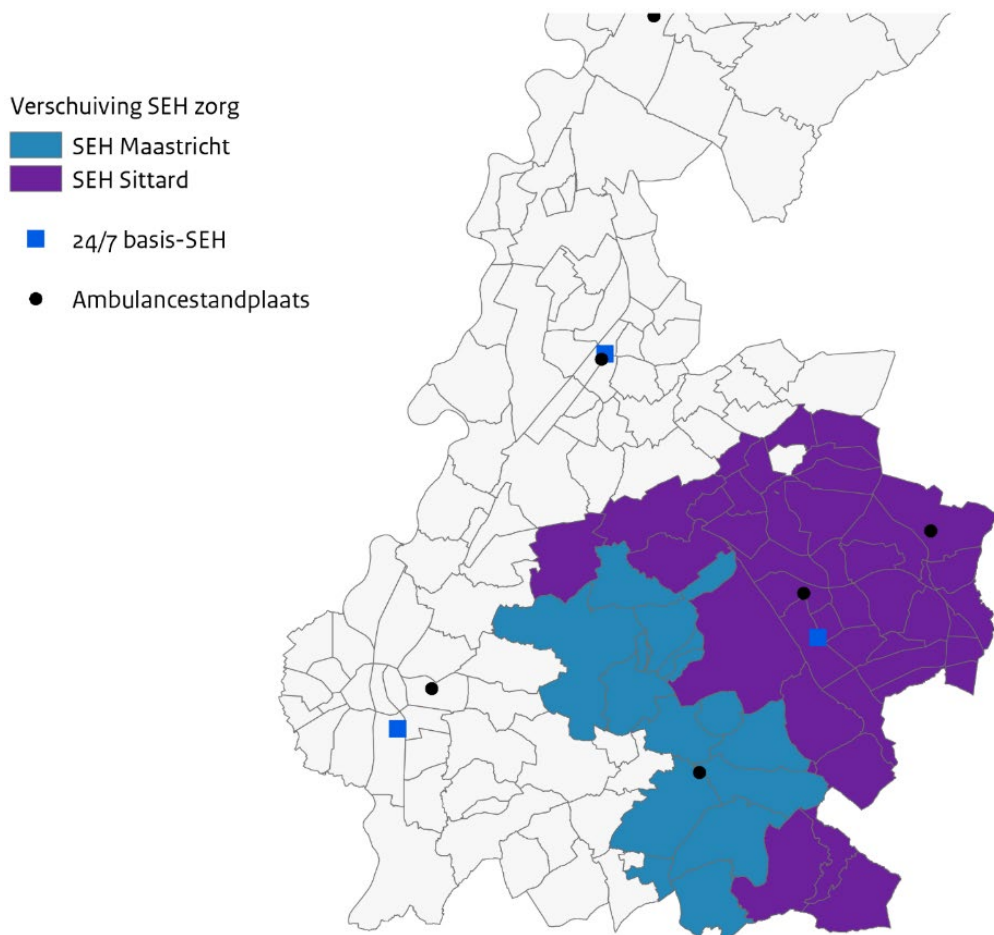 Verschuiving SEH zorg
SEH Maastricht
SEH Sittard
24/7 basis-SEH
Ambulancestandplaats